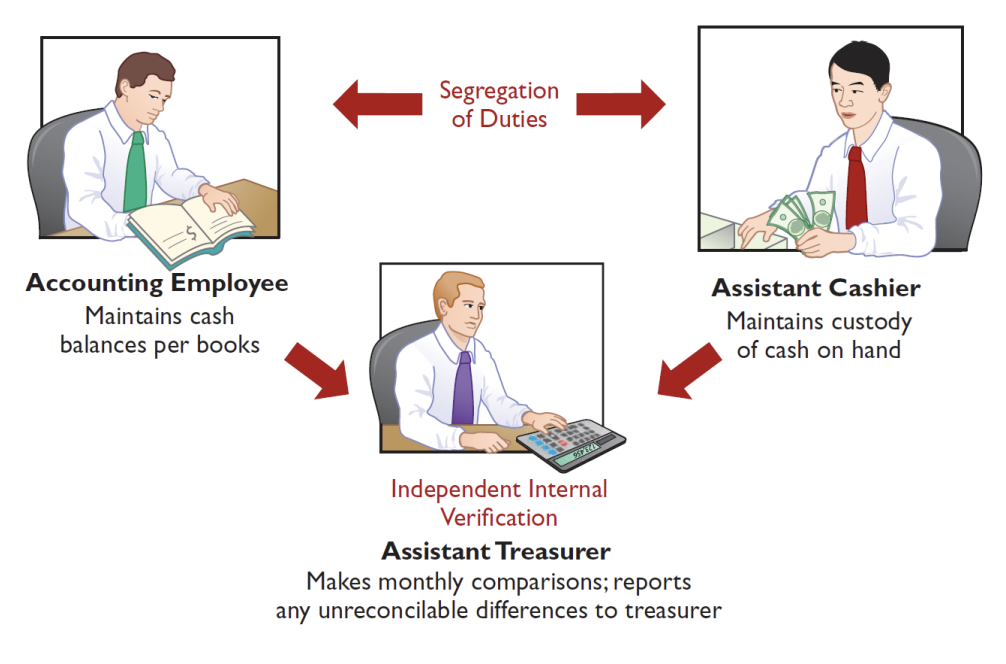 Segregation
of Duties
Accounting Employee
Maintains cash
balances per books
$
Assistant Cashier
Maintains custody
of cash on hand
Independent Internal
Verification
Assistant Treasurer
Makes monthly comparisons; reports
any unreconcilable differences to treasurer